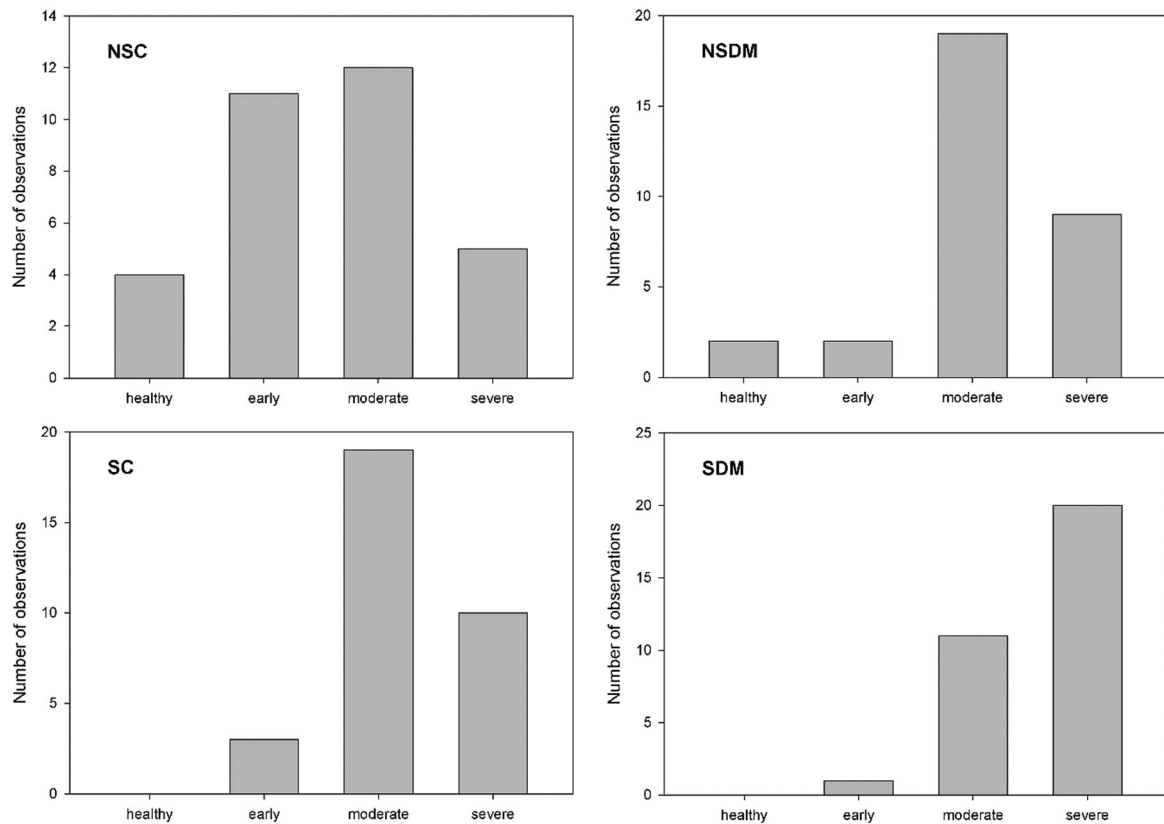 NSC
Number of observations
14
12
10
8
6
4
2
0
healthy early moderate severe
NSDM
Number of observations
20
15
10
5
0
healthy early moderate severe
SC
Number of observations
20
15
10
5
0
healthy early moderate severe
SDM
Number of observations
25
20
15
10
5
0
healthy early moderate severe